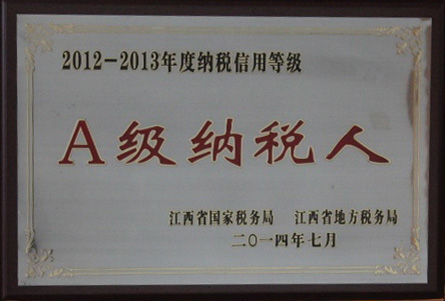 2012-2013年度纳税信用等级
A级纳税人
江西省国家税务局 江西省地方税务局
二〇一四年七月